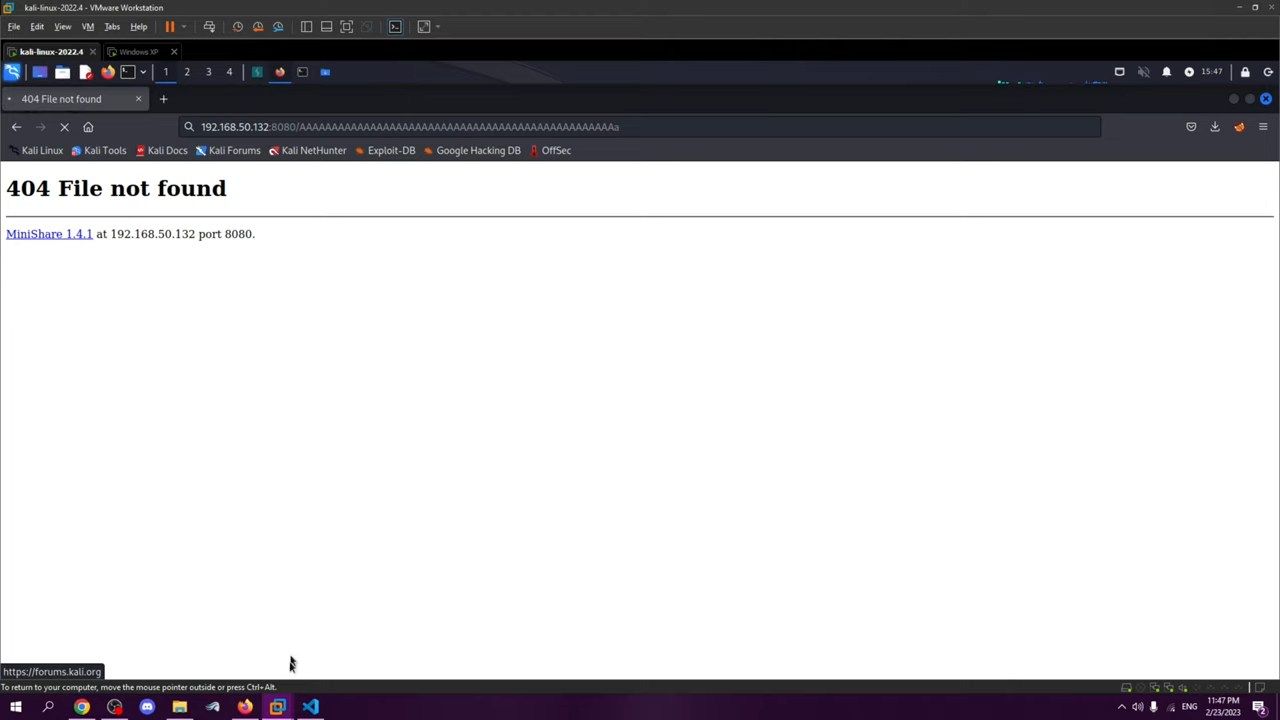 kali-linux-2022.4 - VMware Workstation
File Edit View VM Tabs Help
kali-linux-2022.4 Windows XP
1 2 3 4 15:47
404 File not found
192.168.50.132:8080/AAAAAAAAAAAAAAAAAAAAAAAAAAAAAAAAAAAAAAAAAAAAAAAAAa
Kali Linux Kali Tools Kali Docs Kali Forums Kali NetHunter Exploit-DB Google Hacking DB OffSec
404 File not found
MiniShare 1.4.1 at 192.168.50.132 port 8080.
https://forums.kali.org
To return to your computer, move the mouse pointer outside or press Ctrl+Alt.
ENG
11:47 PM
2/23/2023
2